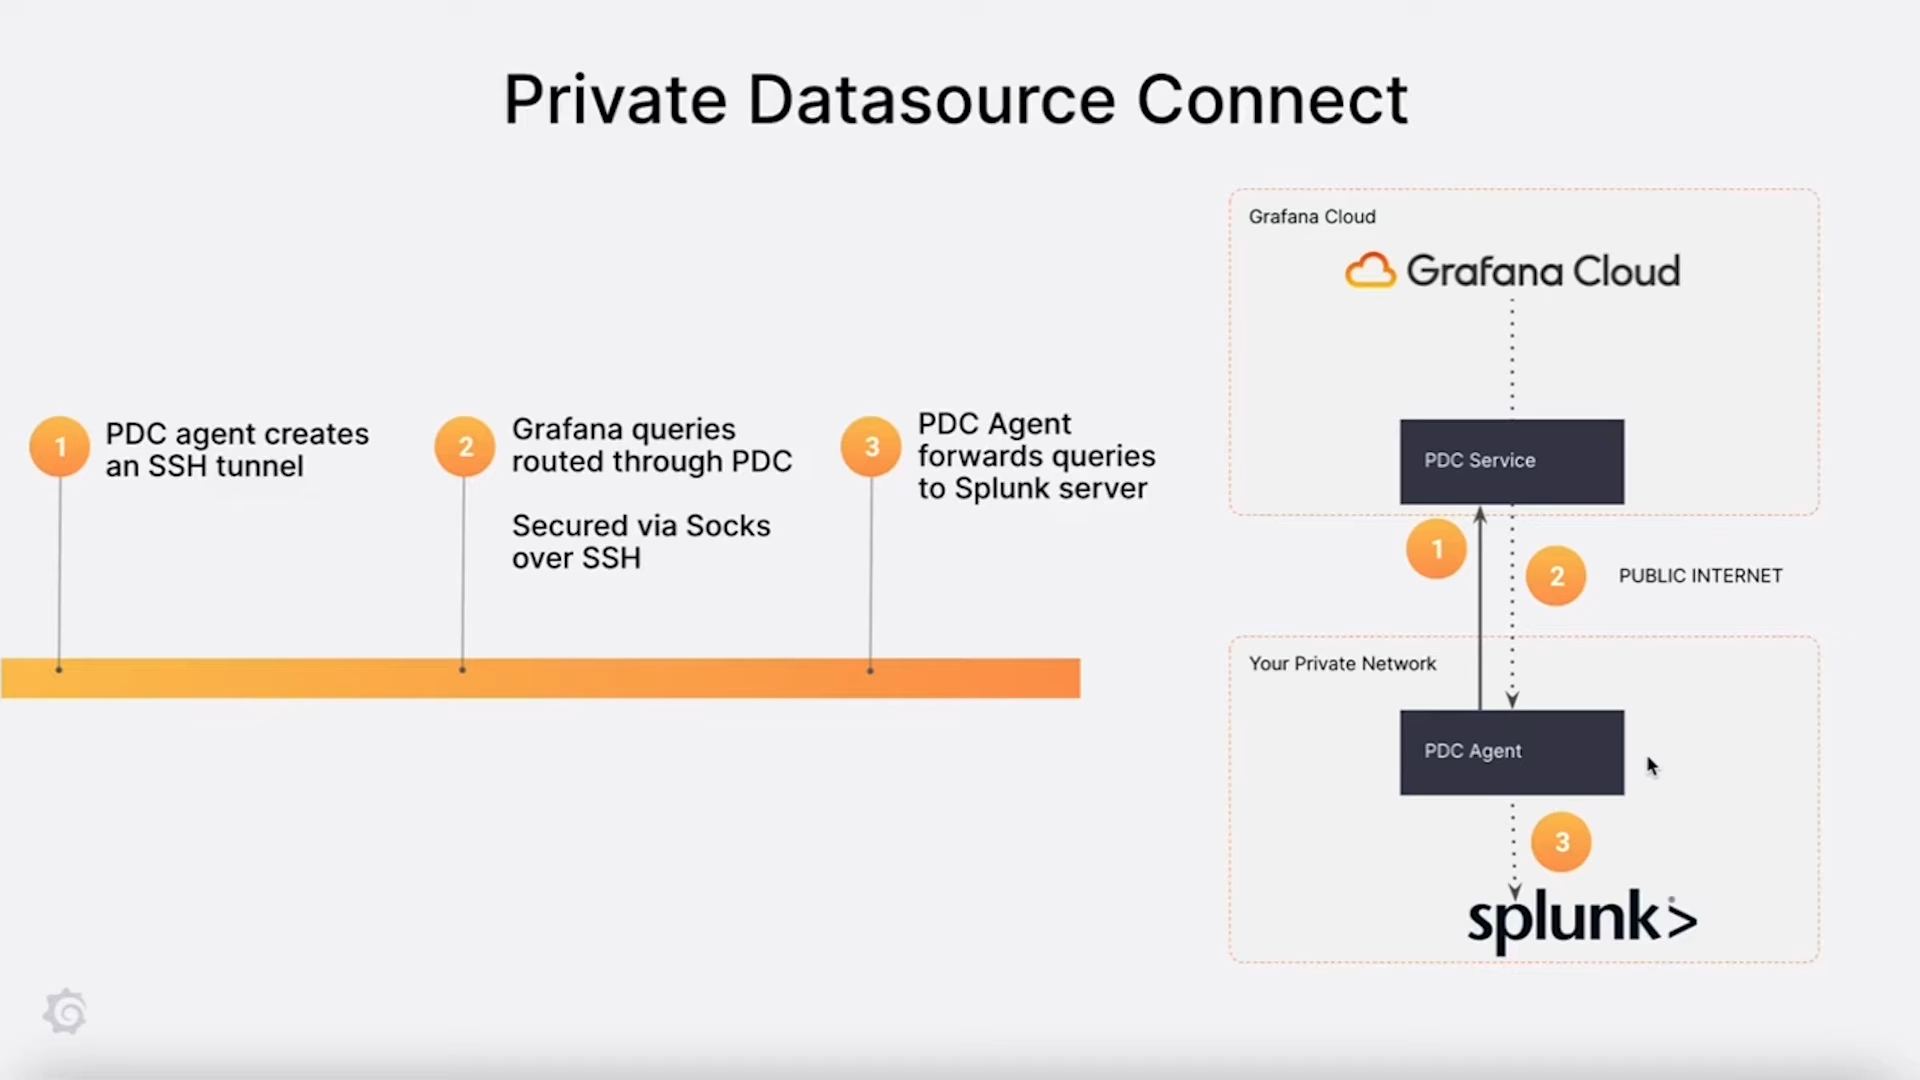 Private Datasource Connect
1
PDC agent creates
an SSH tunnel
2
Grafana queries
routed through PDC
Secured via Socks
over SSH
3
PDC Agent
forwards queries
to Splunk server
Grafana Cloud
Grafana Cloud
PDC Service
1
2
PUBLIC INTERNET
Your Private Network
PDC Agent
3
splunk>